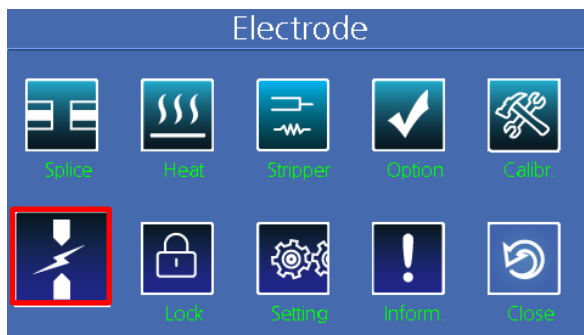 Electrode
Splice Heat Stripper Option Calibr.
Lock Setting Inform. Close